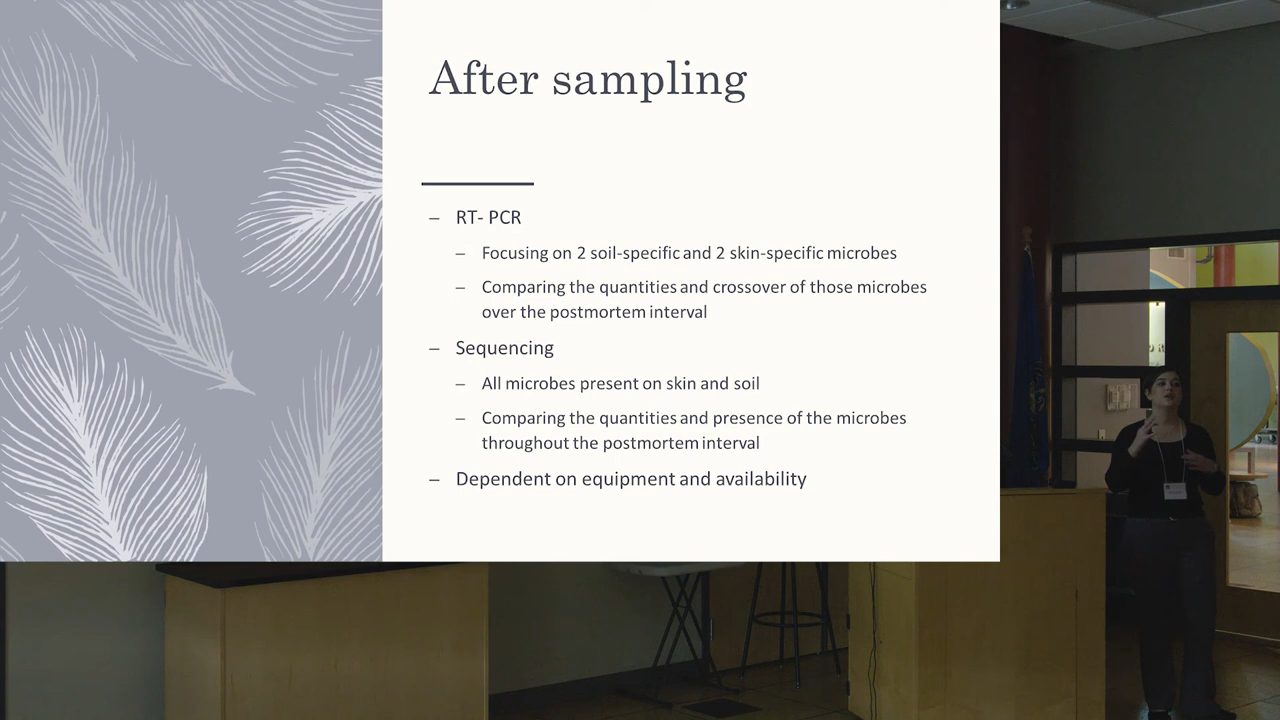 After sampling
– RT- PCR
– Focusing on 2 soil-specific and 2 skin-specific microbes
– Comparing the quantities and crossover of those microbes
over the postmortem interval
– Sequencing
– All microbes present on skin and soil
– Comparing the quantities and presence of the microbes
throughout the postmortem interval
– Dependent on equipment and availability